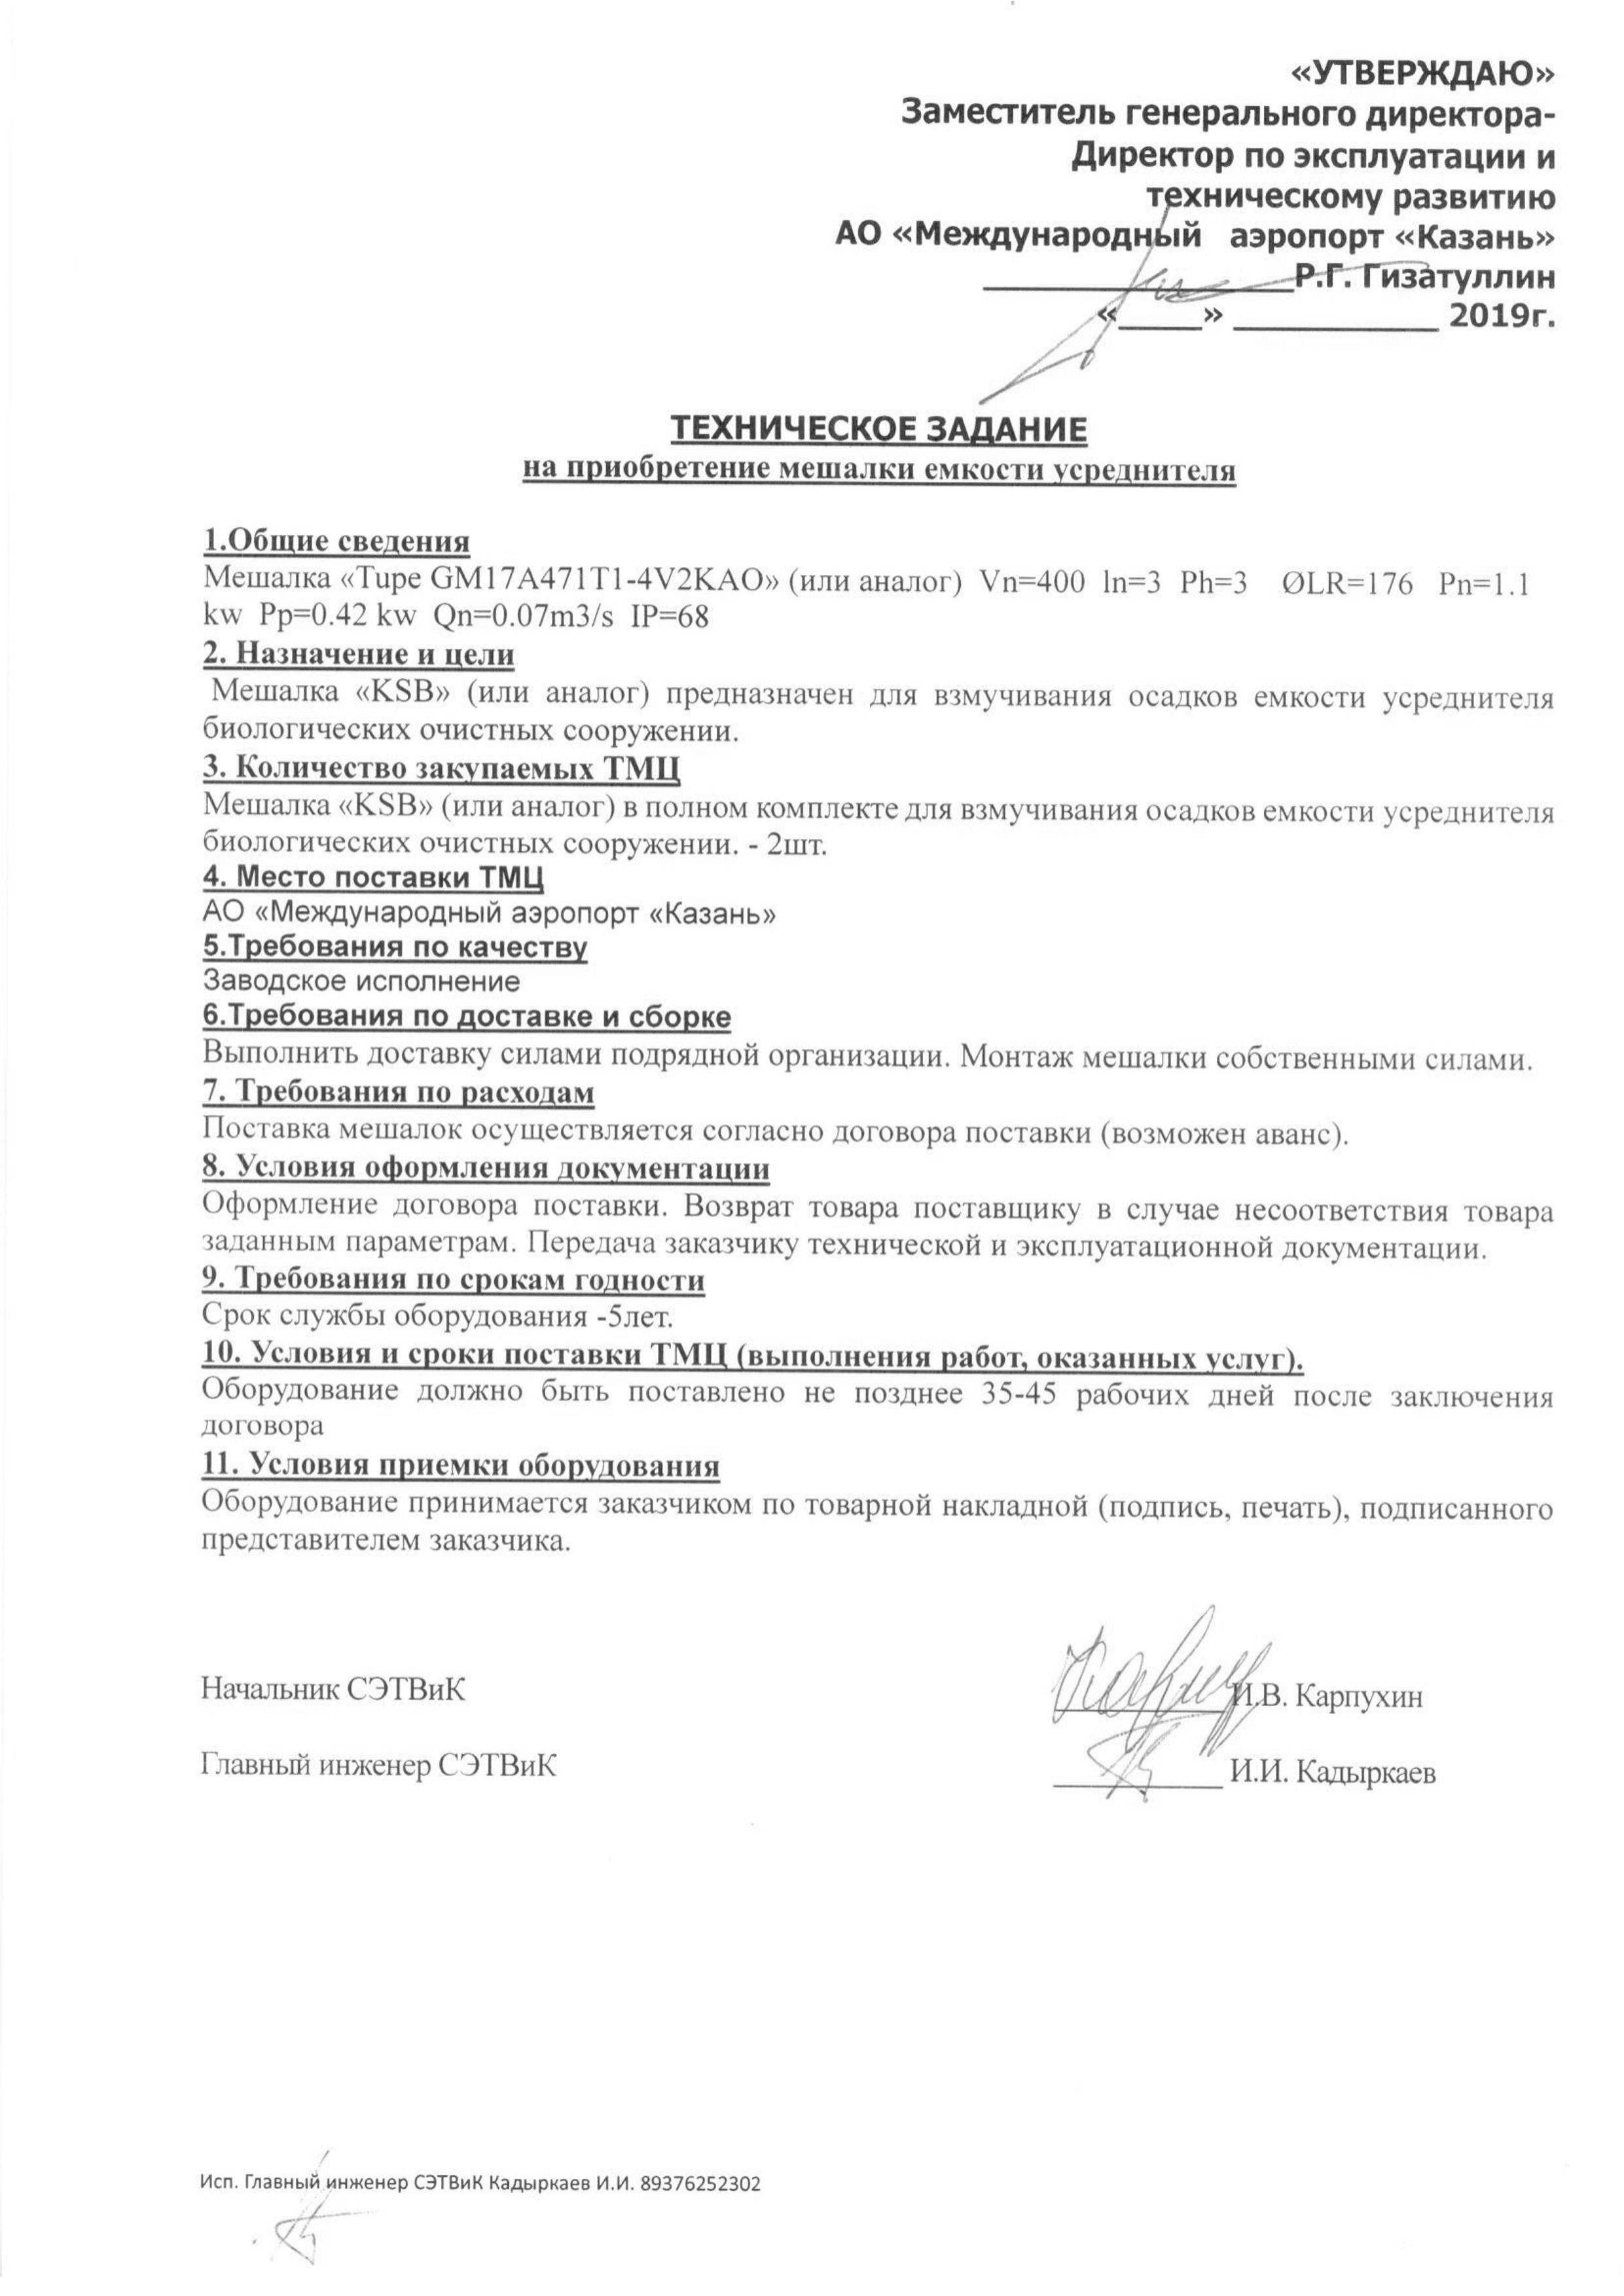 «УТВЕРЖДАЮ»
Заместитель генерального директора-
Директор по эксплуатации и
техническому развитию
АО «Международный аэропорт «Казань»
_______________Р.Г. Гизатуллин
«_____» ____________ 2019г.
ТЕХНИЧЕСКОЕ ЗАДАНИЕ
на приобретение мешалки емкости усреднителя
1.Общие сведения
Мешалка «Tupe GM17A471T1-4V2KAO» (или аналог) Vn=400 ln=3 Ph=3 ØLR=176 Pn=1.1
kw Pp=0.42 kw Qn=0.07m3/s IP=68
2. Назначение и цели
Мешалка «KSB» (или аналог) предназначен для взмучивания осадков емкости усреднителя
биологических очистных сооружении.
3. Количество закупаемых ТМЦ
Мешалка «KSB» (или аналог) в полном комплекте для взмучивания осадков емкости усреднителя
биологических очистных сооружении. - 2шт.
4. Место поставки ТМЦ
АО «Международный аэропорт «Казань»
5.Требования по качеству
Заводское исполнение
6.Требования по доставке и сборке
Выполнить доставку силами подрядной организации. Монтаж мешалки собственными силами.
7. Требования по расходам
Поставка мешалок осуществляется согласно договора поставки (возможен аванс).
8. Условия оформления документации
Оформление договора поставки. Возврат товара поставщику в случае несоответствия товара
заданным параметрам. Передача заказчику технической и эксплуатационной документации.
9. Требования по срокам годности
Срок службы оборудования -5лет.
10. Условия и сроки поставки ТМЦ (выполнения работ, оказанных услуг).
Оборудование должно быть поставлено не позднее 35-45 рабочих дней после заключения
договора
11. Условия приемки оборудования
Оборудование принимается заказчиком по товарной накладной (подпись, печать), подписанного
представителем заказчика.
Начальник СЭТВиК ___________И.В. Карпухин
Главный инженер СЭТВиК ___________ И.И. Кадыркаев
Исп. Главный инженер СЭТВиК Кадыркаев И.И. 89376252302